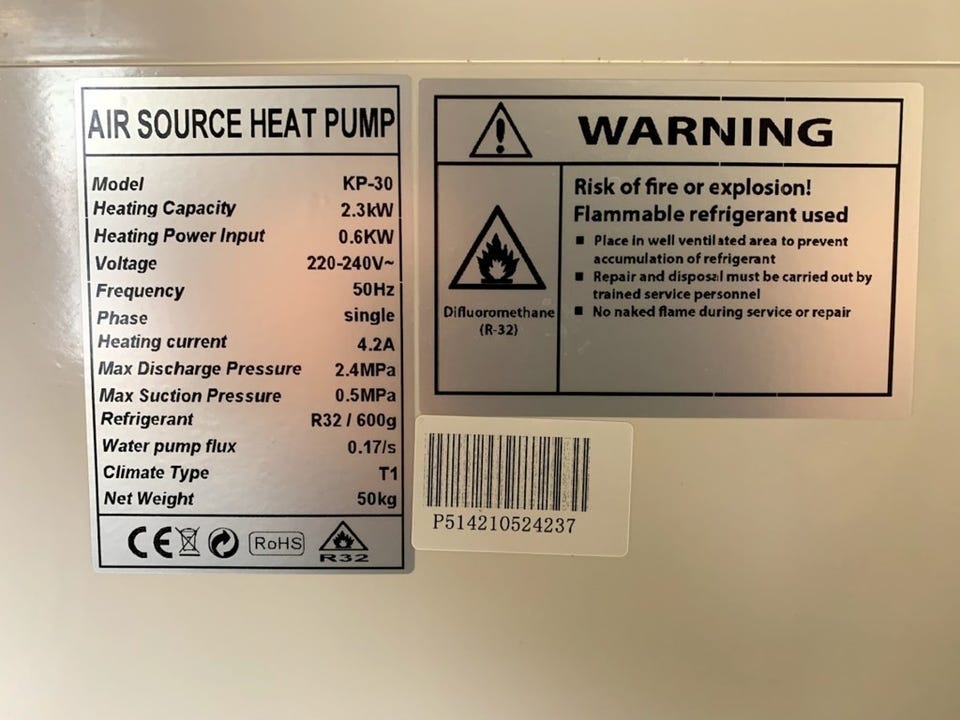 AIR SOURCE HEAT PUMP
Model KP-30
Heating Capacity 2.3kW
Heating Power Input 0.6KW
Voltage 220-240V~
Frequency 50Hz
Phase single
Heating current 4.2A
Max Discharge Pressure 2.4MPa
Max Suction Pressure 0.5MPa
Refrigerant R32 / 600g
Water pump flux 0.17/s
Climate Type T1
Net Weight 50kg
CE RoHS R32
WARNING
Difluoromethane
(R-32)
Risk of fire or explosion!
Flammable refrigerant used
■ Place in well ventilated area to prevent
accumulation of refrigerant
■ Repair and disposal must be carried out by
trained service personnel
■ No naked flame during service or repair
P514210524237